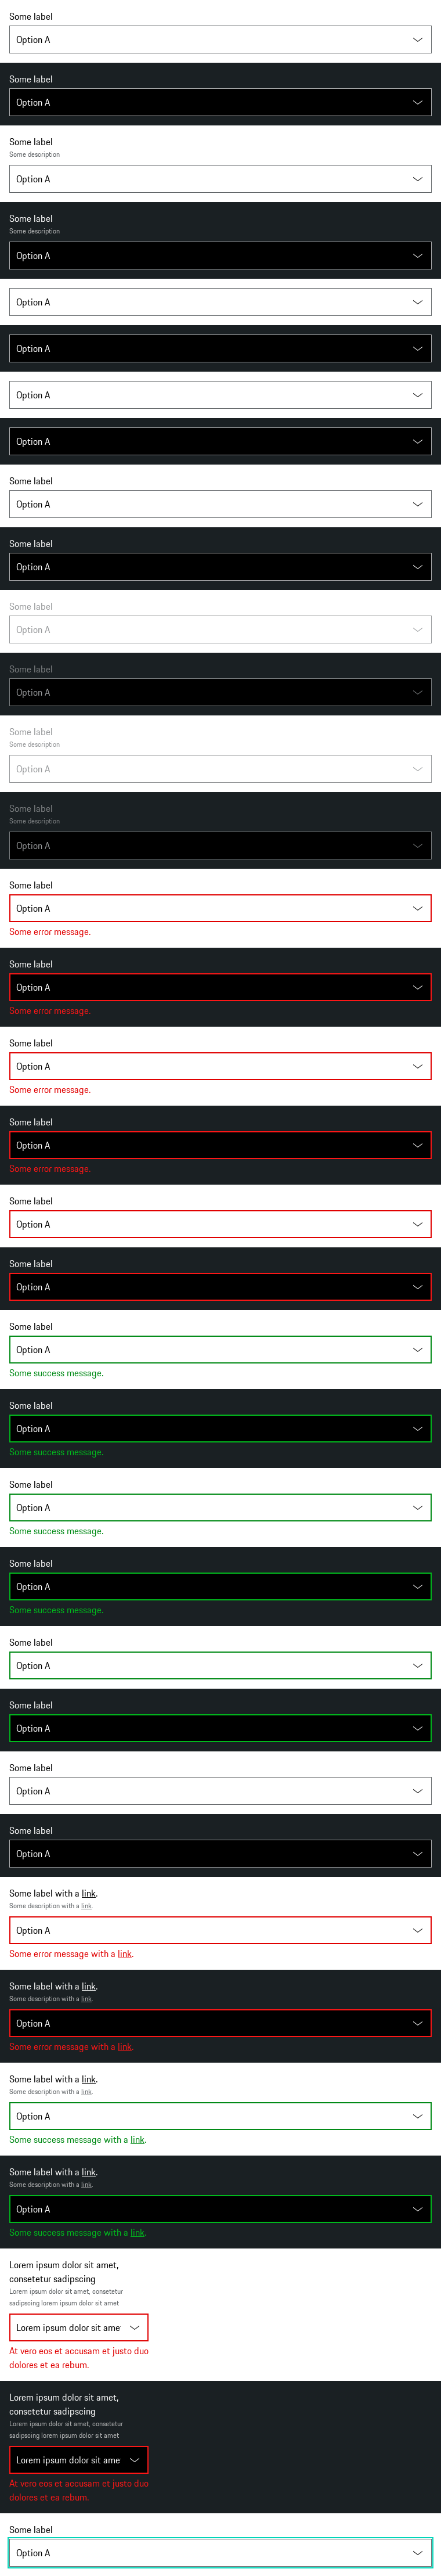 Some label
Option A
Some label
Option A
Some label
Some description
Option A
Some label
Some description
Option A
Option A
Option A
Option A
Option A
Some label
Option A
Some label
Option A
Some label
Option A
Some label
Option A
Some label
Some description
Option A
Some label
Some description
Option A
Some label
Option A
Some error message.
Some label
Option A
Some error message.
Some label
Option A
Some error message.
Some label
Option A
Some error message.
Some label
Option A
Some label
Option A
Some label
Option A
Some success message.
Some label
Option A
Some success message.
Some label
Option A
Some success message.
Some label
Option A
Some success message.
Some label
Option A
Some label
Option A
Some label
Option A
Some label
Option A
Some label with a link.
Some description with a link.
Option A
Some error message with a link.
Some label with a link.
Some description with a link.
Option A
Some error message with a link.
Some label with a link.
Some description with a link.
Option A
Some success message with a link.
Some label with a link.
Some description with a link.
Option A
Some success message with a link.
Lorem ipsum dolor sit amet,
consetetur sadipscing
Lorem ipsum dolor sit amet, consetetur
sadipscing lorem ipsum dolor sit amet
Lorem ipsum dolor sit ame
At vero eos et accusam et justo duo
dolores et ea rebum.
Lorem ipsum dolor sit amet,
consetetur sadipscing
Lorem ipsum dolor sit amet, consetetur
sadipscing lorem ipsum dolor sit amet
Lorem ipsum dolor sit ame
At vero eos et accusam et justo duo
dolores et ea rebum.
Some label
Option A